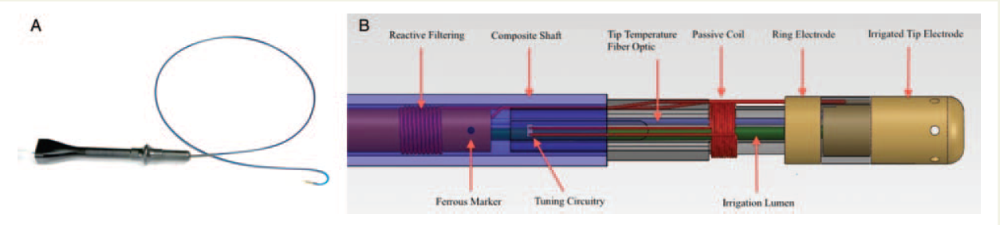 A
B
Reactive Filtering
Composite Shaft
Tip Temperature
Fiber Optic
Passive Coil
Ring Electrode
Irrigated Tip Electrode
Ferrous Marker
Tuning Circuitry
Irrigation Lumen